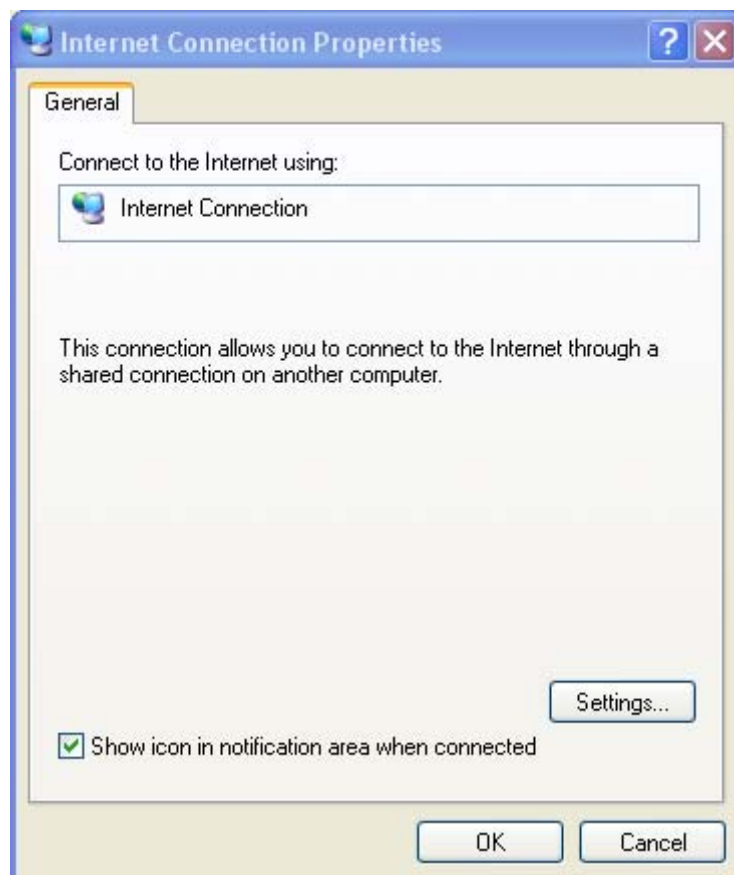 Internet Connection Properties
General
Connect to the Internet using:
Internet Connection
This connection allows you to connect to the Internet through a
shared connection on another computer.
Settings...
Show icon in notification area when connected
OK
Cancel